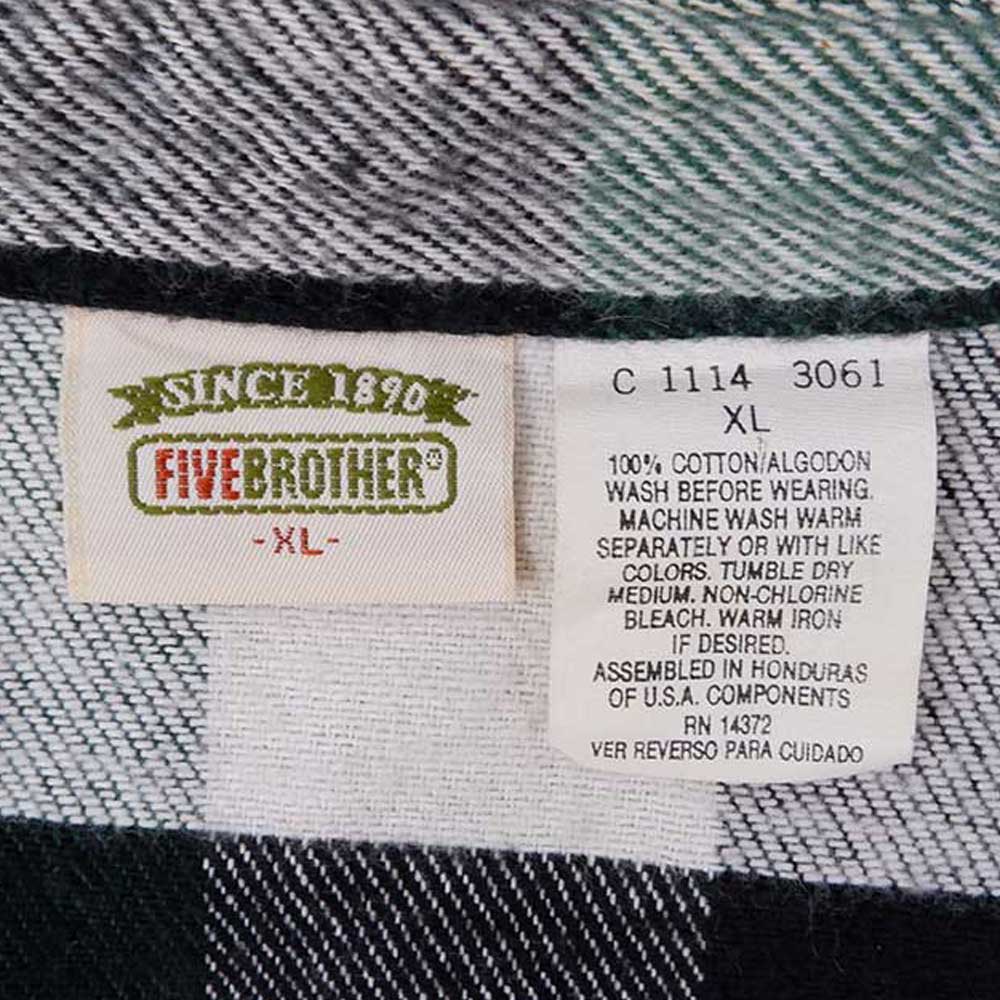 SINCE 1890
FIVEBROTHER®
-XL-
C 1114 3061
XL
100% COTTON/ALGODON
WASH BEFORE WEARING.
MACHINE WASH WARM
SEPARATELY OR WITH LIKE
COLORS. TUMBLE DRY
MEDIUM. NON-CHLORINE
BLEACH. WARM IRON
IF DESIRED.
ASSEMBLED IN HONDURAS
OF U.S.A. COMPONENTS
RN 14372
VER REVERSO PARA CUIDADO